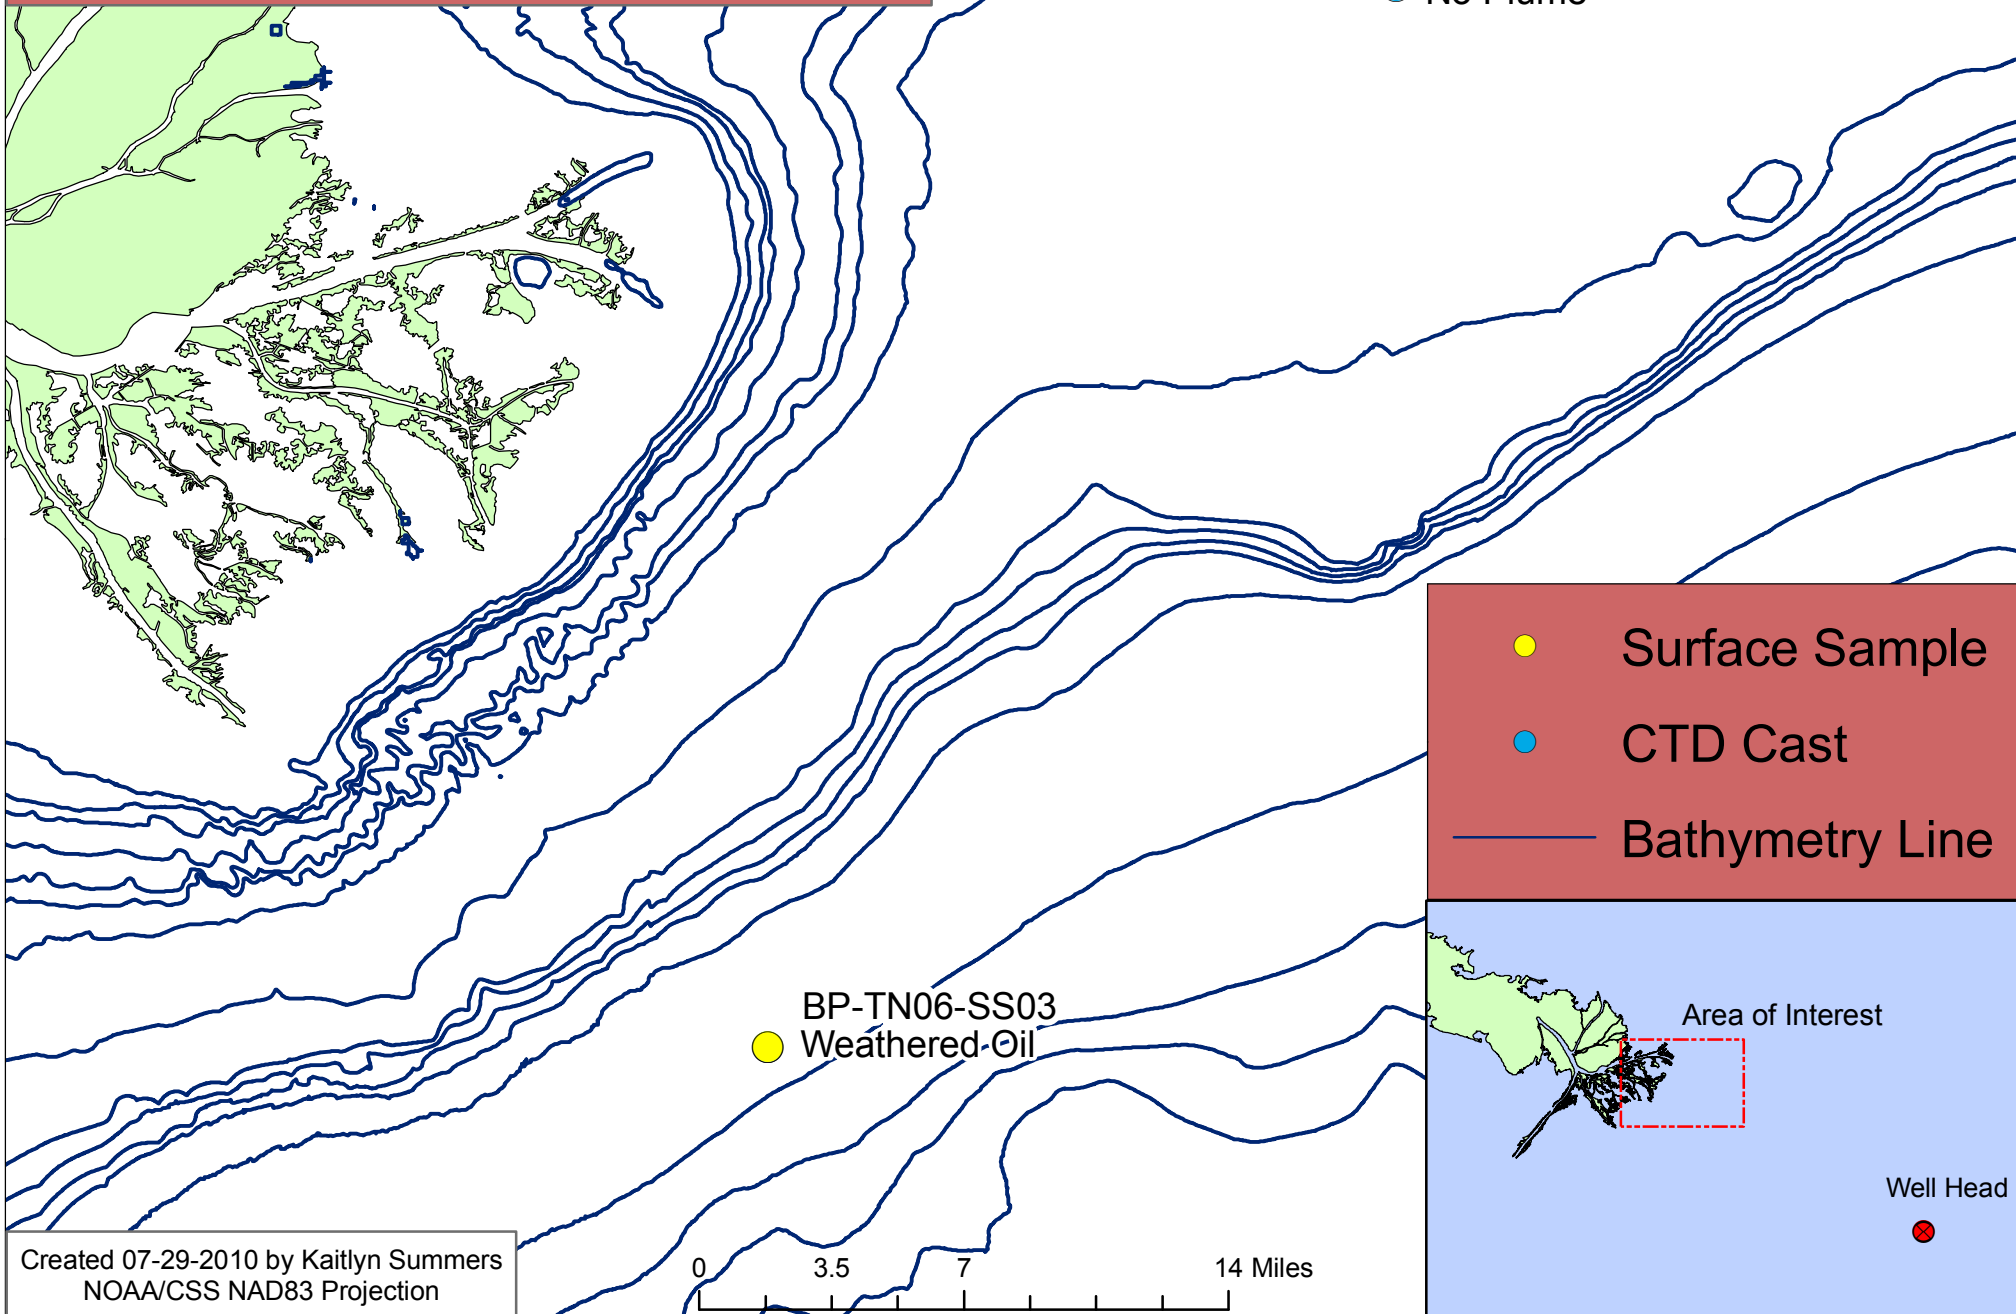 BP-TN06-SS03
Weathered Oil
Surface Sample
CTD Cast
Bathymetry Line
Area of Interest
Well Head
Created 07-29-2010 by Kaitlyn Summers
NOAA/CSS NAD83 Projection
0 3.5 7 14 Miles